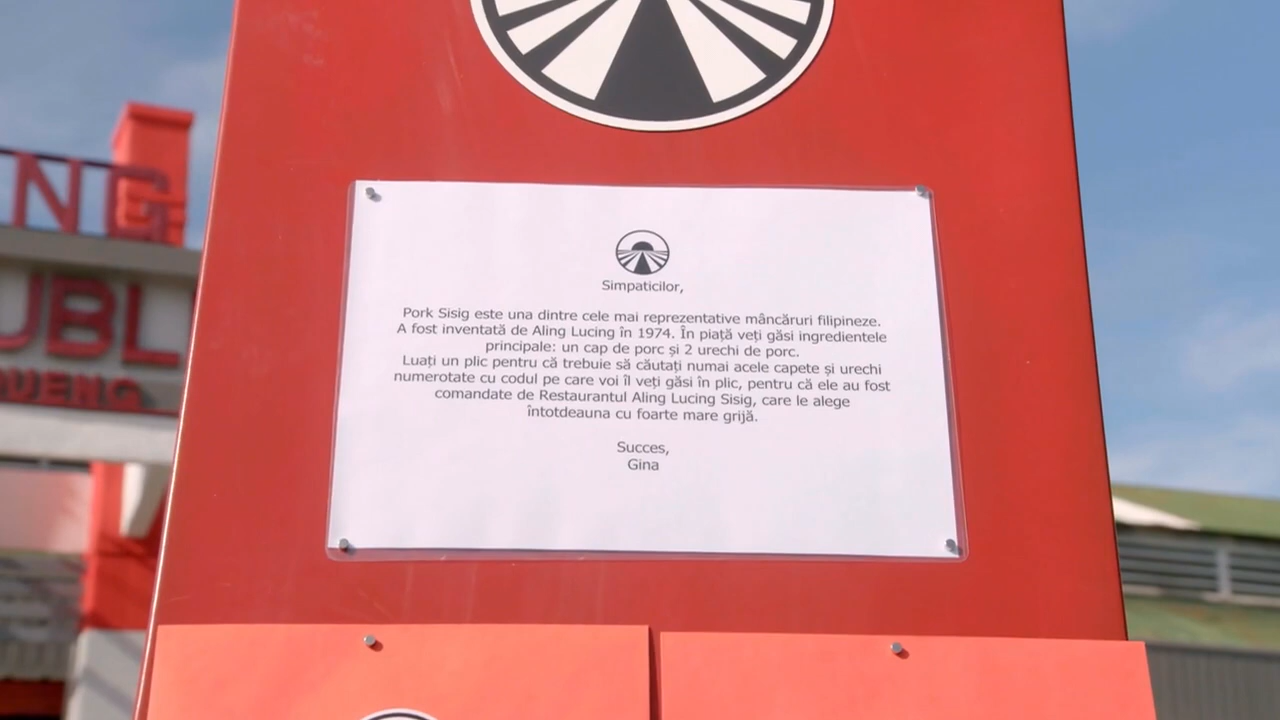 NG
UBLI
QUENG
Simpaticilor,
Pork Sisig este una dintre cele mai reprezentative mâncăruri filipineze.
A fost inventată de Aling Lucing în 1974. În piață veți găsi ingredientele
principale: un cap de porc și 2 urechi de porc.
Luați un plic pentru că trebuie să căutați numai acele capete și urechi
numerotate cu codul pe care voi îl veți găsi în plic, pentru că ele au fost
comandate de Restaurantul Aling Lucing Sisig, care le alege
întotdeauna cu foarte mare grijă.
Succes,
Gina